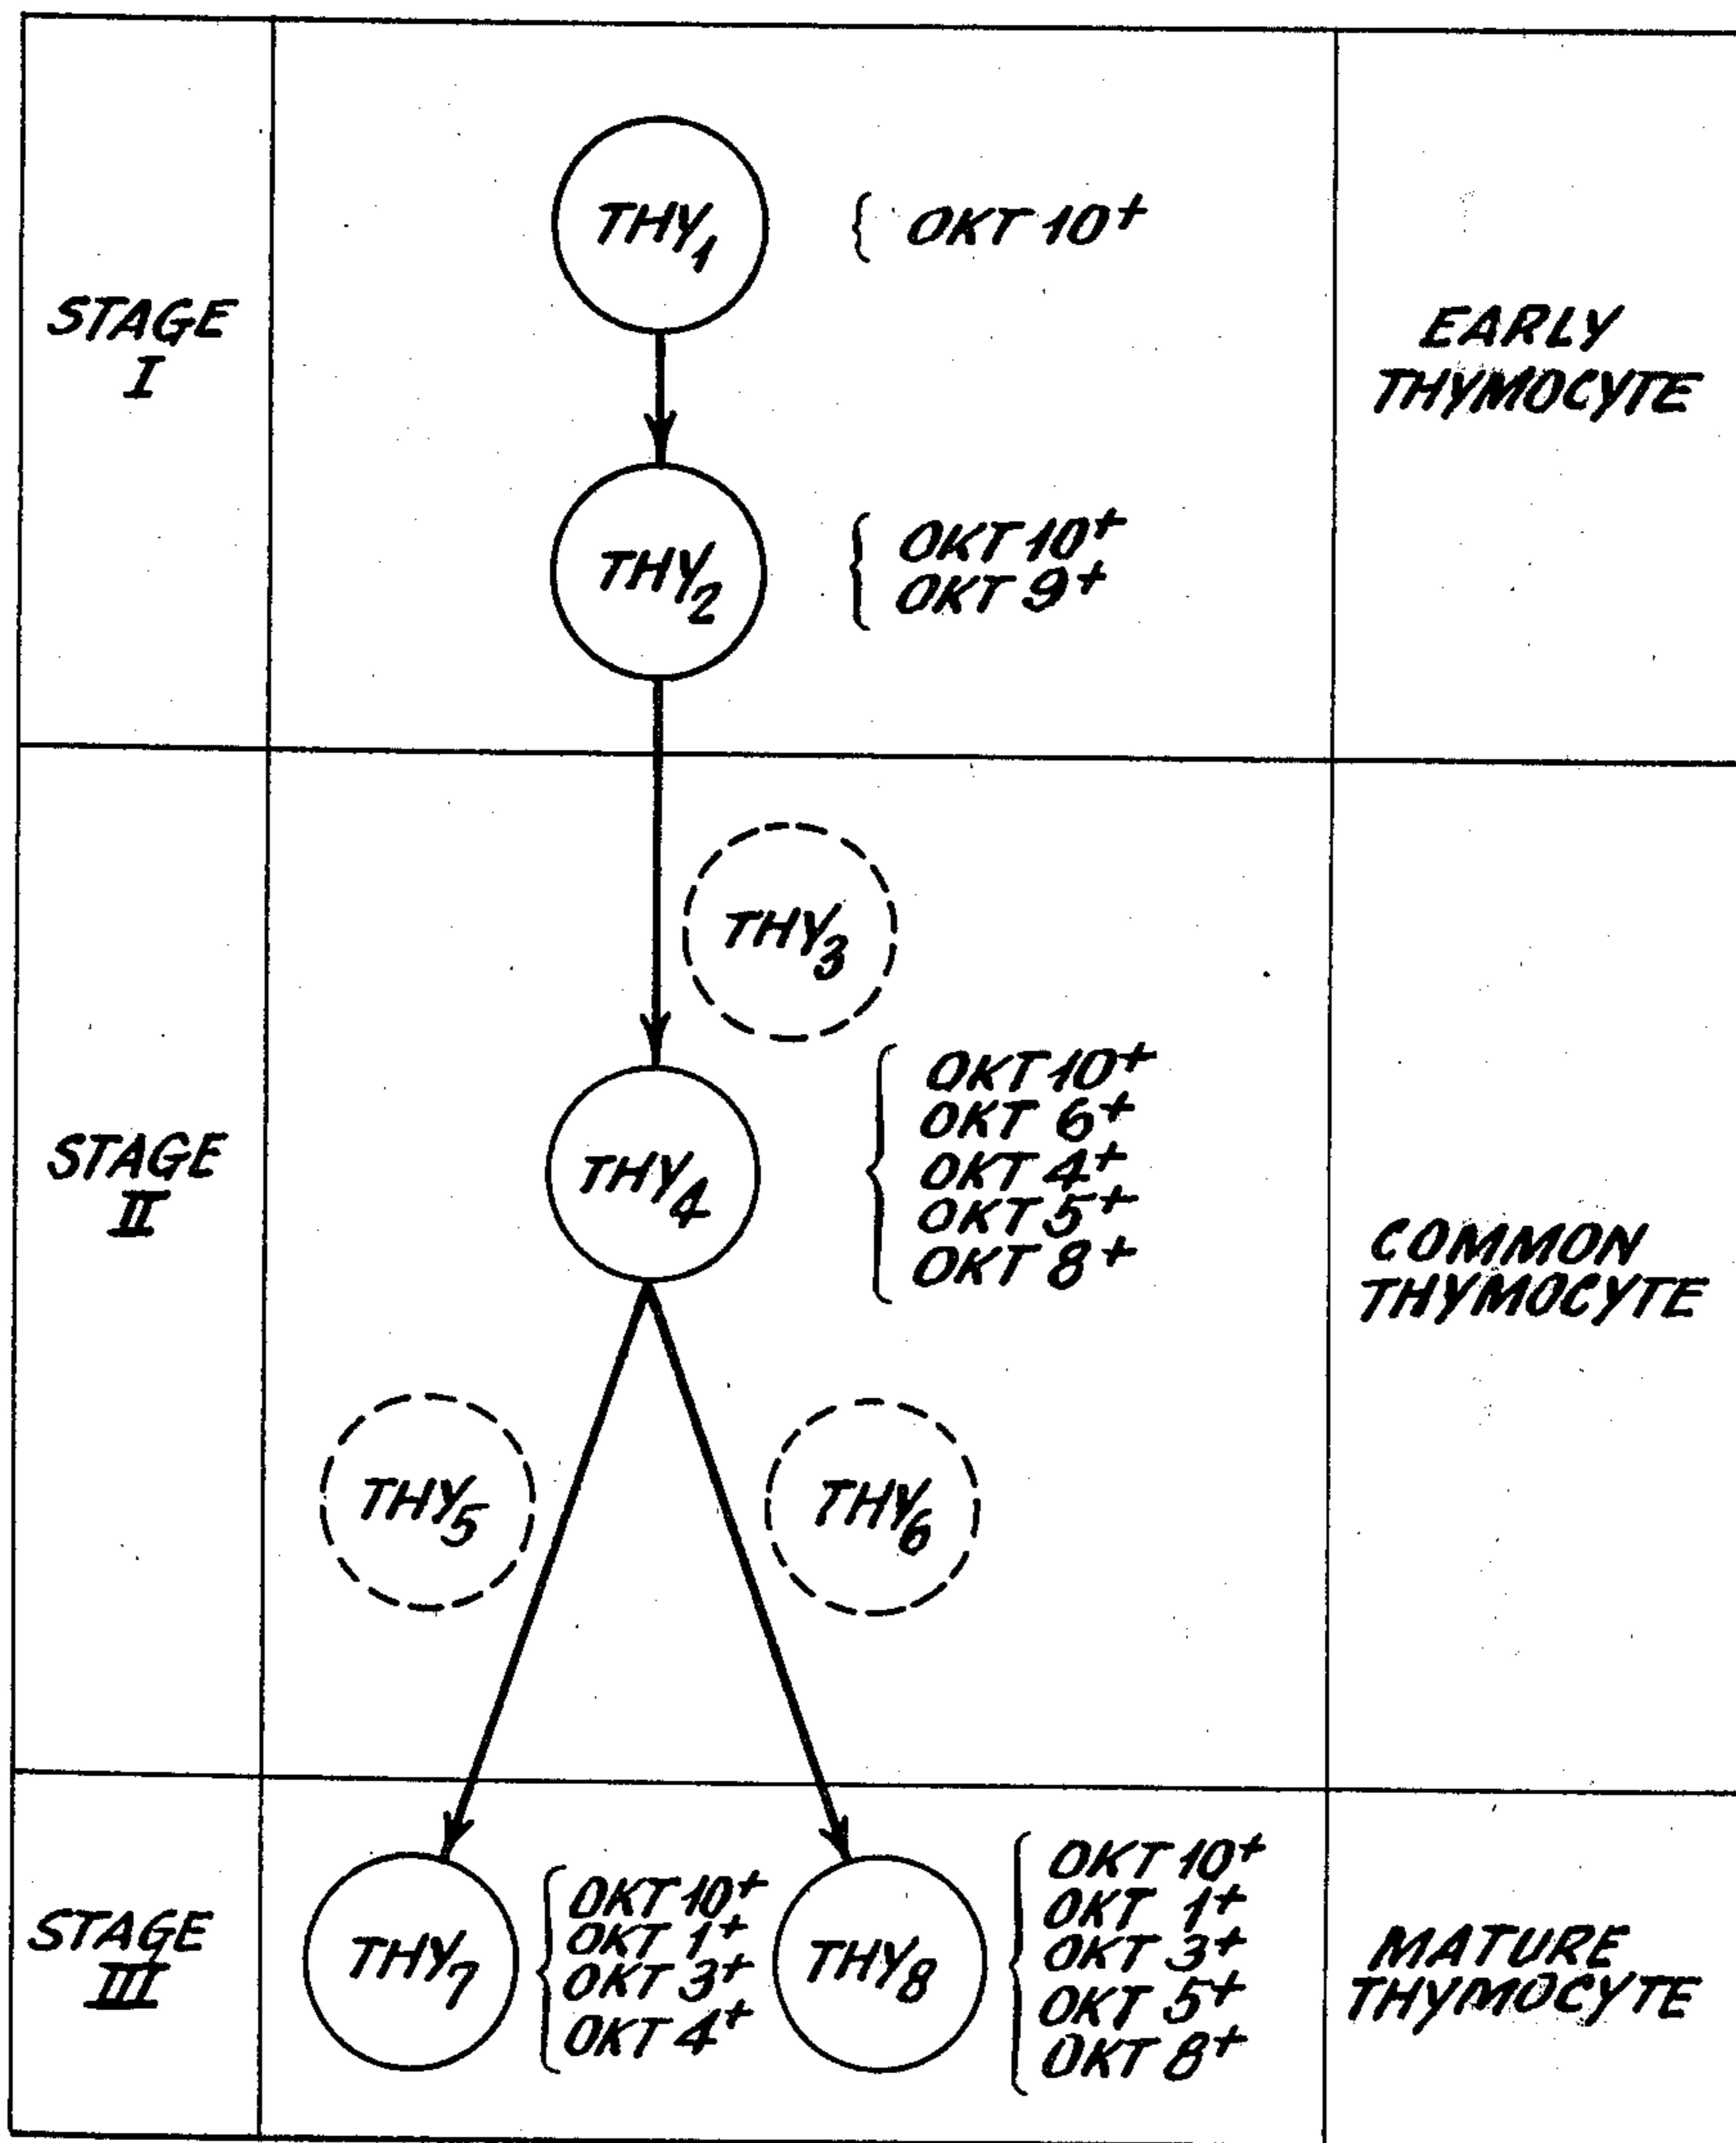 STAGE
I
THY₁
OKT 10⁺
THY₂
OKT 10⁺
OKT 9⁺
EARLY
THYMOCYTE
STAGE
II
THY₃
THY₄
OKT 10⁺
OKT 6⁺
OKT 4⁺
OKT 5⁺
OKT 8⁺
THY₅
THY₆
COMMON
THYMOCYTE
STAGE
III
THY₇
OKT 10⁺
OKT 1⁺
OKT 3⁺
OKT 4⁺
THY₈
OKT 10⁺
OKT 1⁺
OKT 3⁺
OKT 5⁺
OKT 8⁺
MATURE
THYMOCYTE